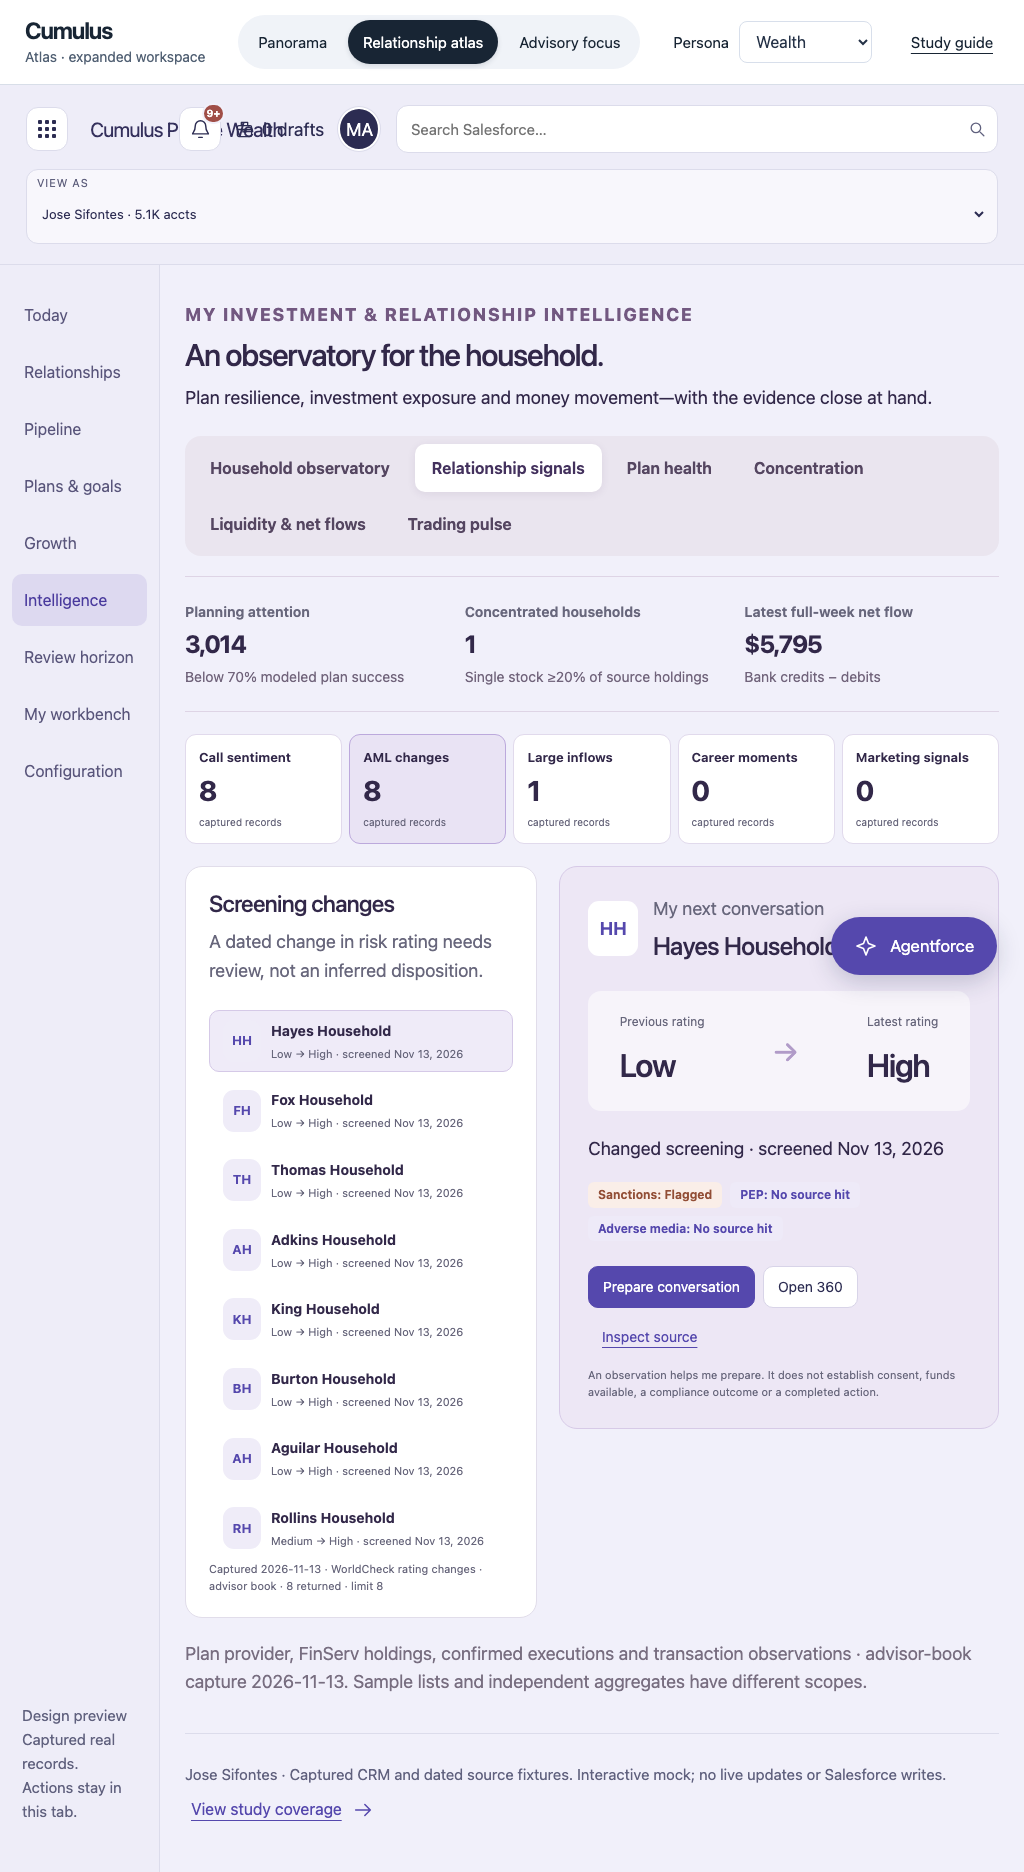 Cumulus
Atlas · expanded workspace
Panorama
Relationship atlas
Advisory focus
Persona
Wealth
Study guide
Cumulus P
9+
Wealth
drafts
MA
Search Salesforce...
VIEW AS
Jose Sifontes · 5.1K accts
Today
Relationships
Pipeline
Plans & goals
Growth
Intelligence
Review horizon
My workbench
Configuration
MY INVESTMENT & RELATIONSHIP INTELLIGENCE
An observatory for the household.
Plan resilience, investment exposure and money movement—with the evidence close at hand.
Household observatory
Relationship signals
Plan health
Concentration
Liquidity & net flows
Trading pulse
Planning attention
3,014
Below 70% modeled plan success
Concentrated households
1
Single stock ≥20% of source holdings
Latest full-week net flow
$5,795
Bank credits − debits
Call sentiment
8
captured records
AML changes
8
captured records
Large inflows
1
captured records
Career moments
0
captured records
Marketing signals
0
captured records
Screening changes
A dated change in risk rating needs
review, not an inferred disposition.
HH
Hayes Household
Low → High · screened Nov 13, 2026
FH
Fox Household
Low → High · screened Nov 13, 2026
TH
Thomas Household
Low → High · screened Nov 13, 2026
AH
Adkins Household
Low → High · screened Nov 13, 2026
KH
King Household
Low → High · screened Nov 13, 2026
BH
Burton Household
Low → High · screened Nov 13, 2026
AH
Aguilar Household
Low → High · screened Nov 13, 2026
RH
Rollins Household
Medium → High · screened Nov 13, 2026
Captured 2026-11-13 · WorldCheck rating changes ·
advisor book · 8 returned · limit 8
HH
My next conversation
Hayes Household
Agentforce
Previous rating
Low
→
Latest rating
High
Changed screening · screened Nov 13, 2026
Sanctions: Flagged
PEP: No source hit
Adverse media: No source hit
Prepare conversation
Open 360
Inspect source
An observation helps me prepare. It does not establish consent, funds
available, a compliance outcome or a completed action.
Plan provider, FinServ holdings, confirmed executions and transaction observations · advisor-book
capture 2026-11-13. Sample lists and independent aggregates have different scopes.
Design preview
Captured real
records.
Actions stay in
this tab.
Jose Sifontes · Captured CRM and dated source fixtures. Interactive mock; no live updates or Salesforce writes.
View study coverage →